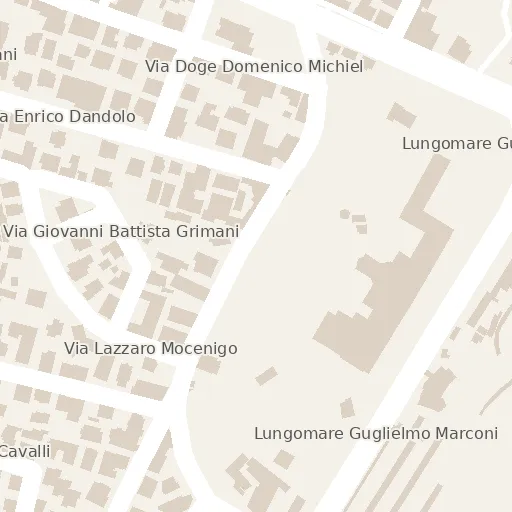 Via Doge Domenico Michiel
ani
a Enrico Dandolo
Lungomare Gu
Via Giovanni Battista Grimani
Via Lazzaro Mocenigo
Lungomare Guglielmo Marconi
Cavalli